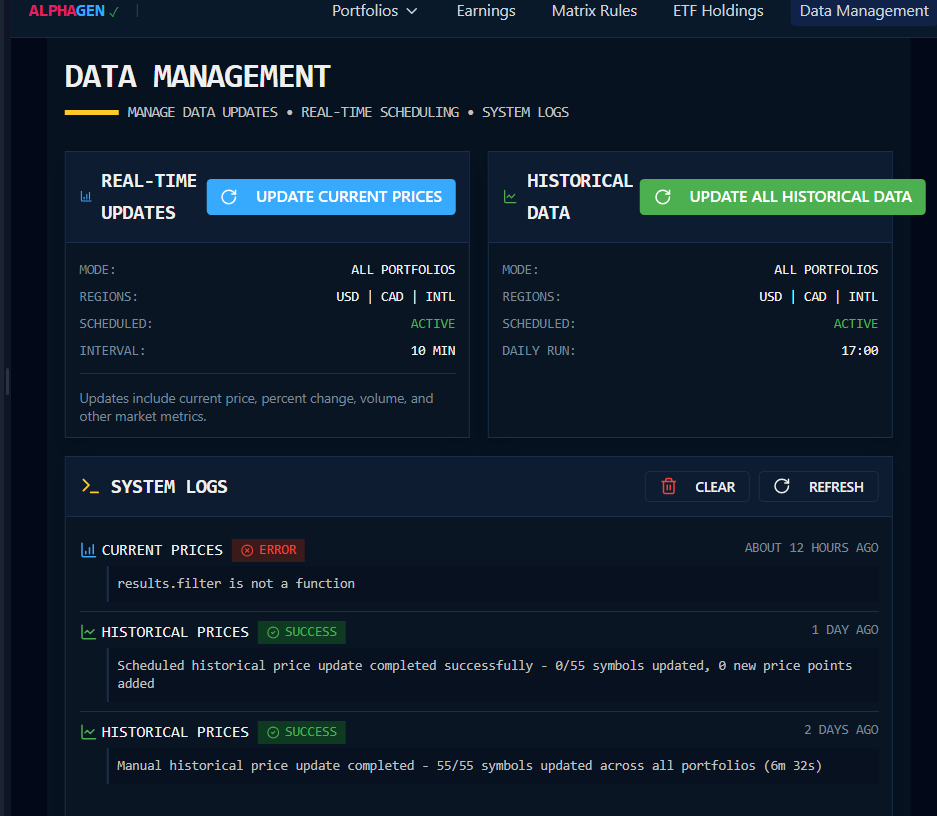 ALPHAGEN ✓
Portfolios Earnings Matrix Rules ETF Holdings Data Management
DATA MANAGEMENT
MANAGE DATA UPDATES • REAL-TIME SCHEDULING • SYSTEM LOGS
REAL-TIME
UPDATES
UPDATE CURRENT PRICES
MODE: ALL PORTFOLIOS
REGIONS: USD | CAD | INTL
SCHEDULED: ACTIVE
INTERVAL: 10 MIN
Updates include current price, percent change, volume, and
other market metrics.
HISTORICAL
DATA
UPDATE ALL HISTORICAL DATA
MODE: ALL PORTFOLIOS
REGIONS: USD | CAD | INTL
SCHEDULED: ACTIVE
DAILY RUN: 17:00
SYSTEM LOGS
CLEAR REFRESH
CURRENT PRICES ERROR ABOUT 12 HOURS AGO
results.filter is not a function
HISTORICAL PRICES SUCCESS 1 DAY AGO
Scheduled historical price update completed successfully - 0/55 symbols updated, 0 new price points
added
HISTORICAL PRICES SUCCESS 2 DAYS AGO
Manual historical price update completed - 55/55 symbols updated across all portfolios (6m 32s)